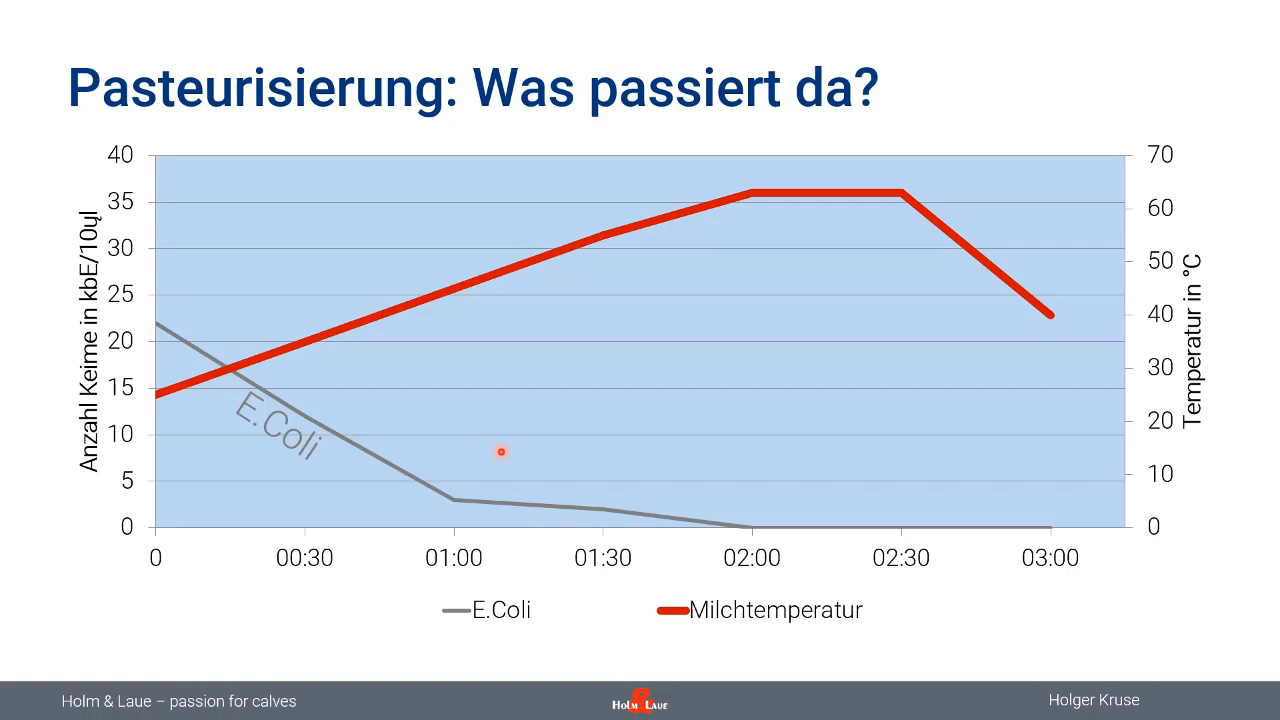 Pasteurisierung: Was passiert da?
40
35
30
25
20
15
10
5
0
Anzahl Keime in kbE/10ųl
70
60
50
40
30
20
10
0
Temperatur in °C
E.Coli
0 00:30 01:00 01:30 02:00 02:30 03:00
E.Coli Milchtemperatur
Holm & Laue – passion for calves
Holm & Laue
Holger Kruse